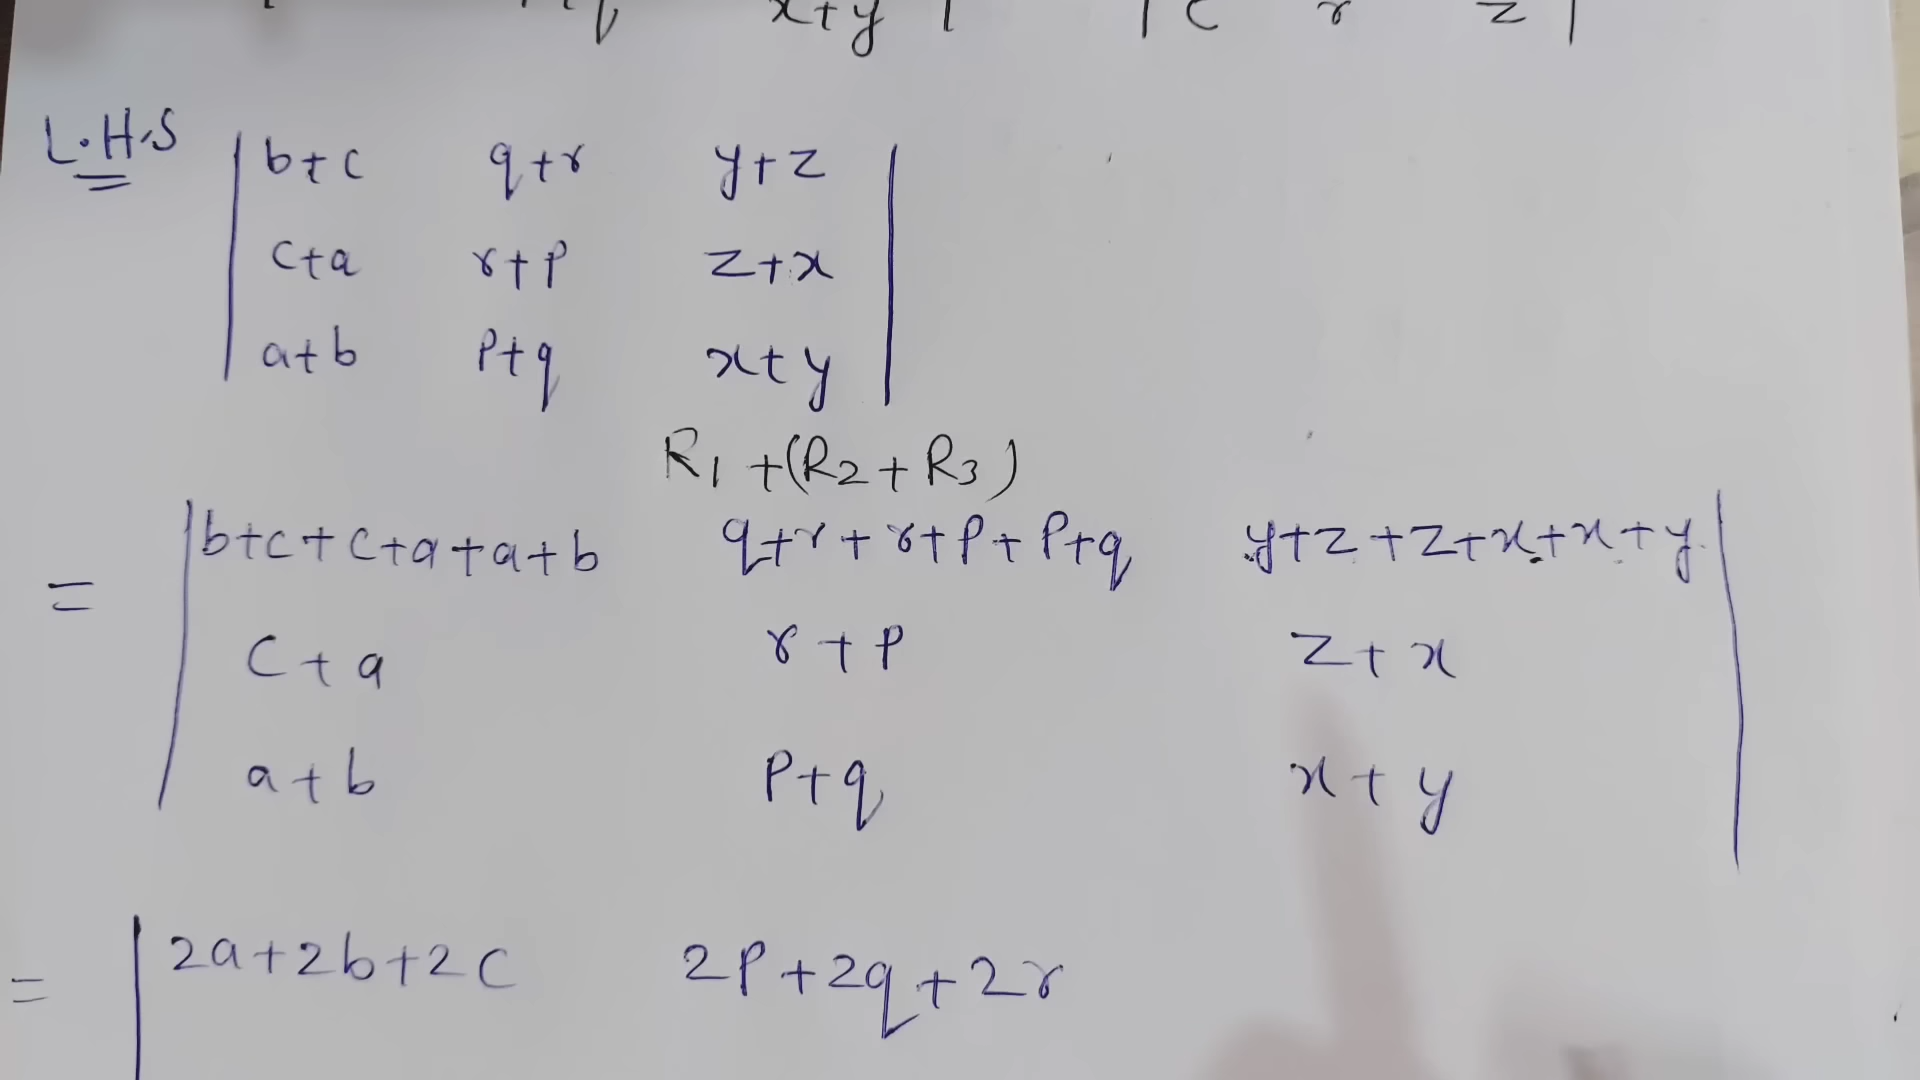 x+y | | c r z |
L.H.S | b+c q+r y+z |
c+a r+p z+x
a+b p+q x+y
R1 +(R2+R3)
= | b+c+c+a+a+b q+r+r+p+p+q y+z+z+x+x+y |
c+a r+p z+x
a+b p+q x+y
= | 2a+2b+2c 2p+2q+2r